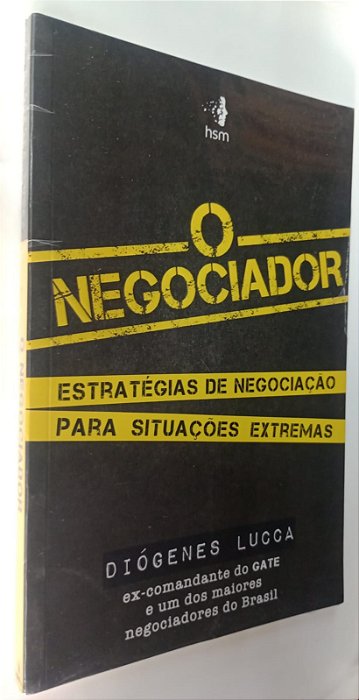 hsm
O
NEGOCIADOR
ESTRATÉGIAS DE NEGOCIAÇÃO
PARA SITUAÇÕES EXTREMAS
DIÓGENES LUCCA
ex-comandante do GATE
e um dos maiores
negociadores do Brasil
O NEGOCIADOR